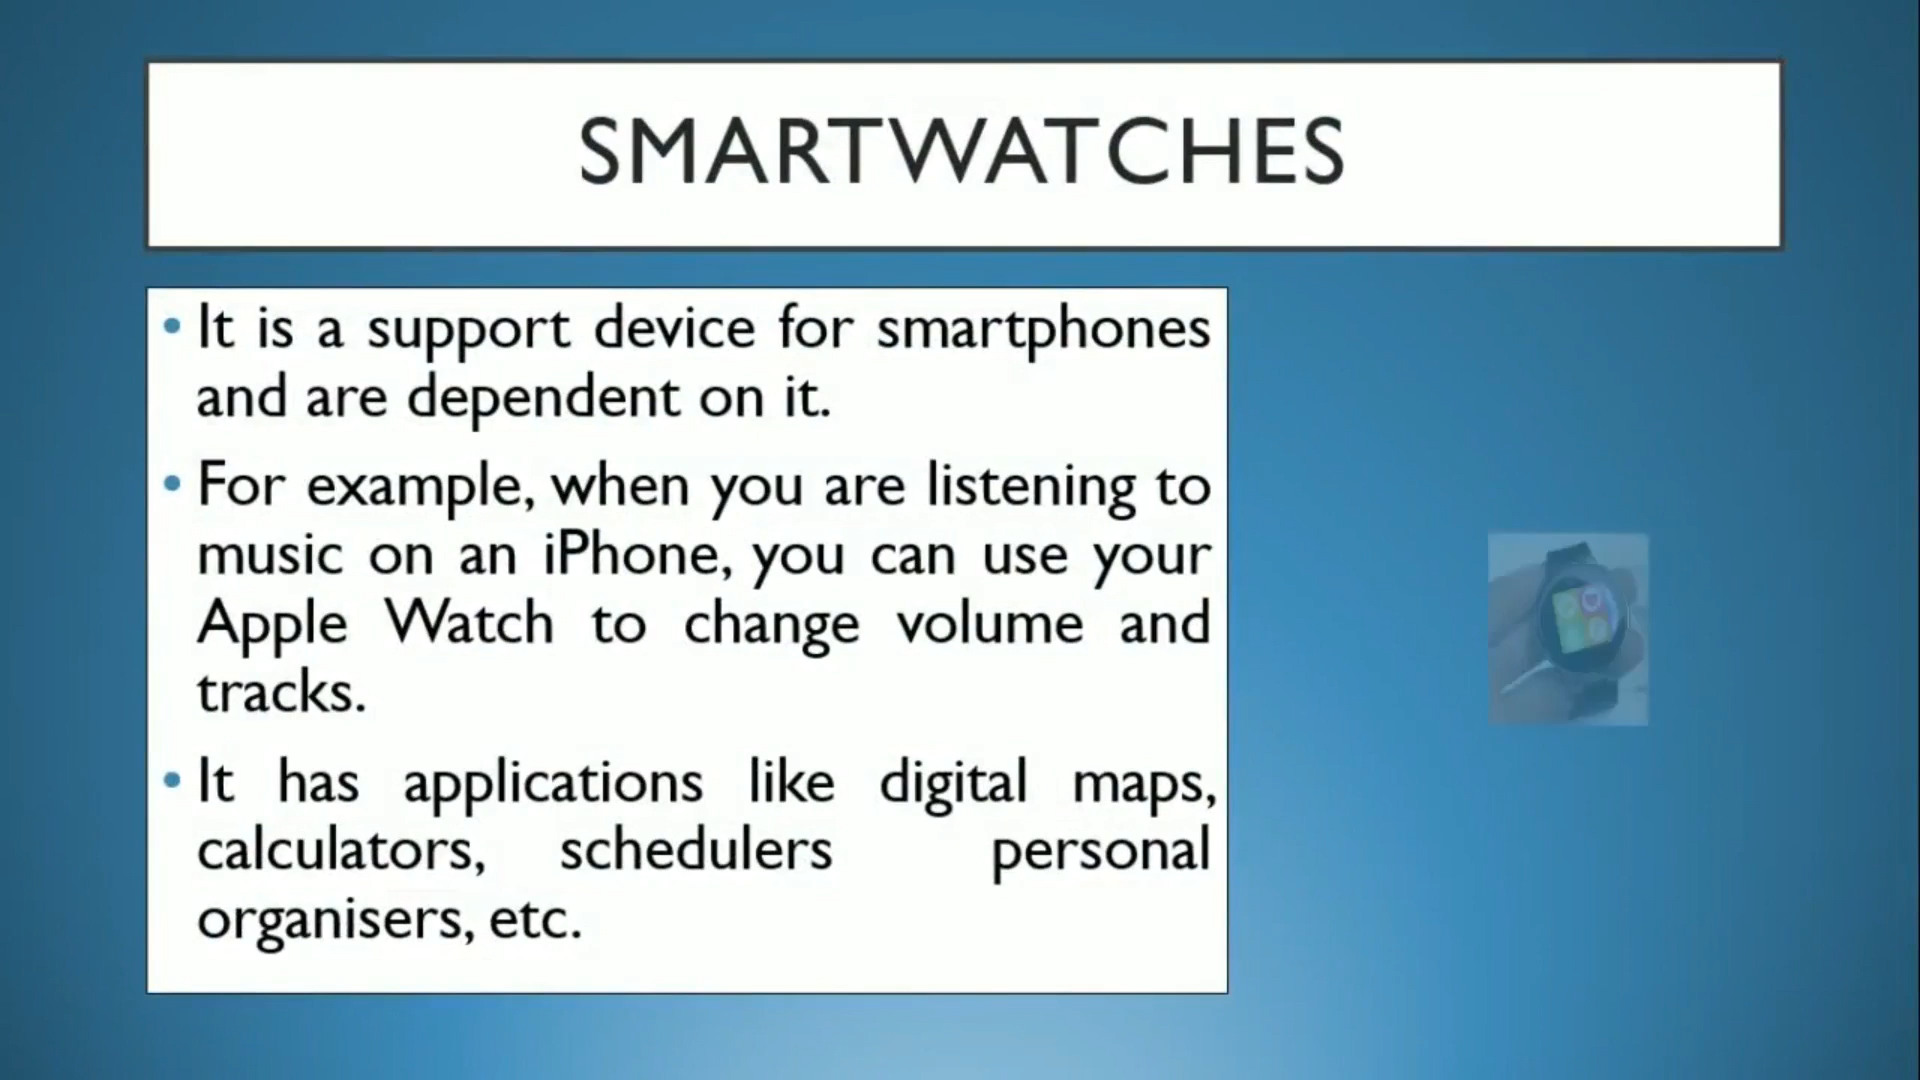 SMARTWATCHES
• It is a support device for smartphones
and are dependent on it.
• For example, when you are listening to
music on an iPhone, you can use your
Apple Watch to change volume and
tracks.
• It has applications like digital maps,
calculators, schedulers personal
organisers, etc.